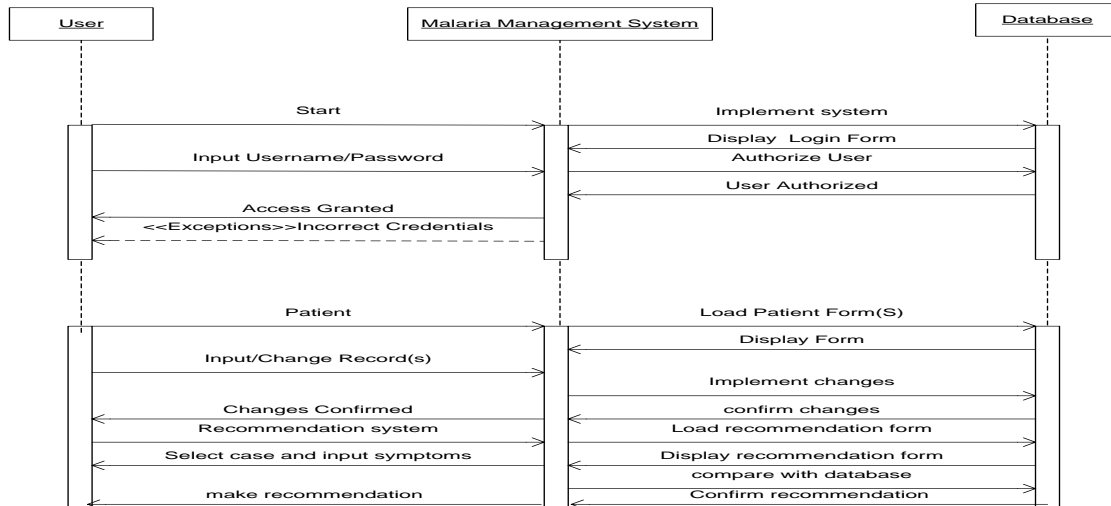 User
Malaria Management System
Database
Start
Implement system
Display Login Form
Input Username/Password
Authorize User
User Authorized
Access Granted
<<Exceptions>>Incorrect Credentials
Patient
Load Patient Form(S)
Display Form
Input/Change Record(s)
Implement changes
Changes Confirmed
confirm changes
Recommendation system
Load recommendation form
Select case and input symptoms
Display recommendation form
compare with database
make recommendation
Confirm recommendation